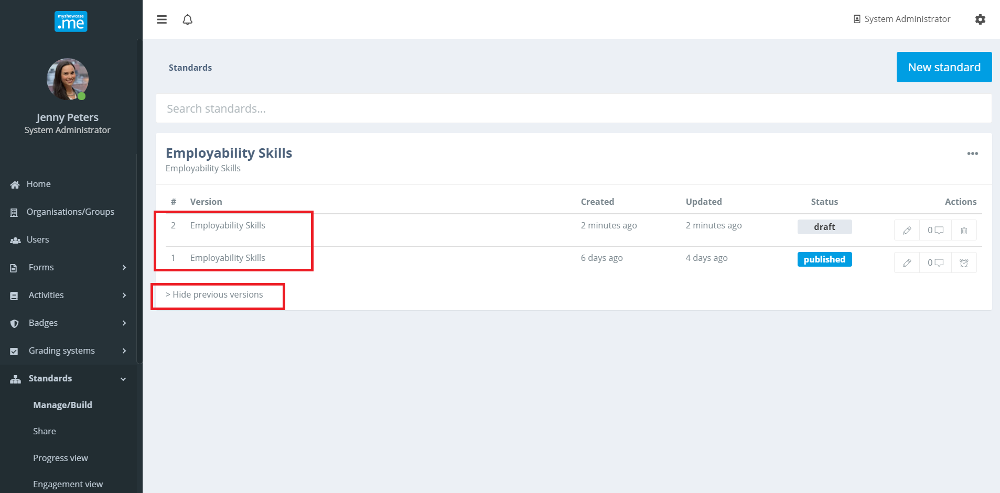 myshowcase
.me
System Administrator
Jenny Peters
System Administrator
Home
Organisations/Groups
Users
Forms
Activities
Badges
Grading systems
Standards
Manage/Build
Share
Progress view
Engagement view
Standards
New standard
Search standards...
Employability Skills
•••
Employability Skills
# Version Created Updated Status Actions
2 Employability Skills 2 minutes ago 2 minutes ago draft 0
1 Employability Skills 6 days ago 4 days ago published 0
> Hide previous versions